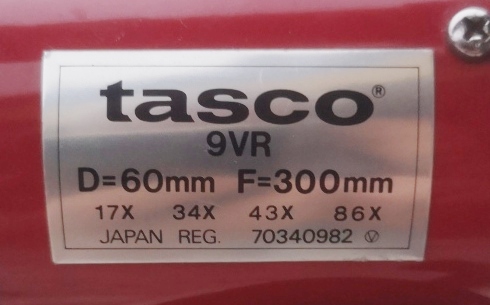 tasco®
9VR
D=60mm F=300mm
17X 34X 43X 86X
JAPAN REG. 70340982 Ⓥ